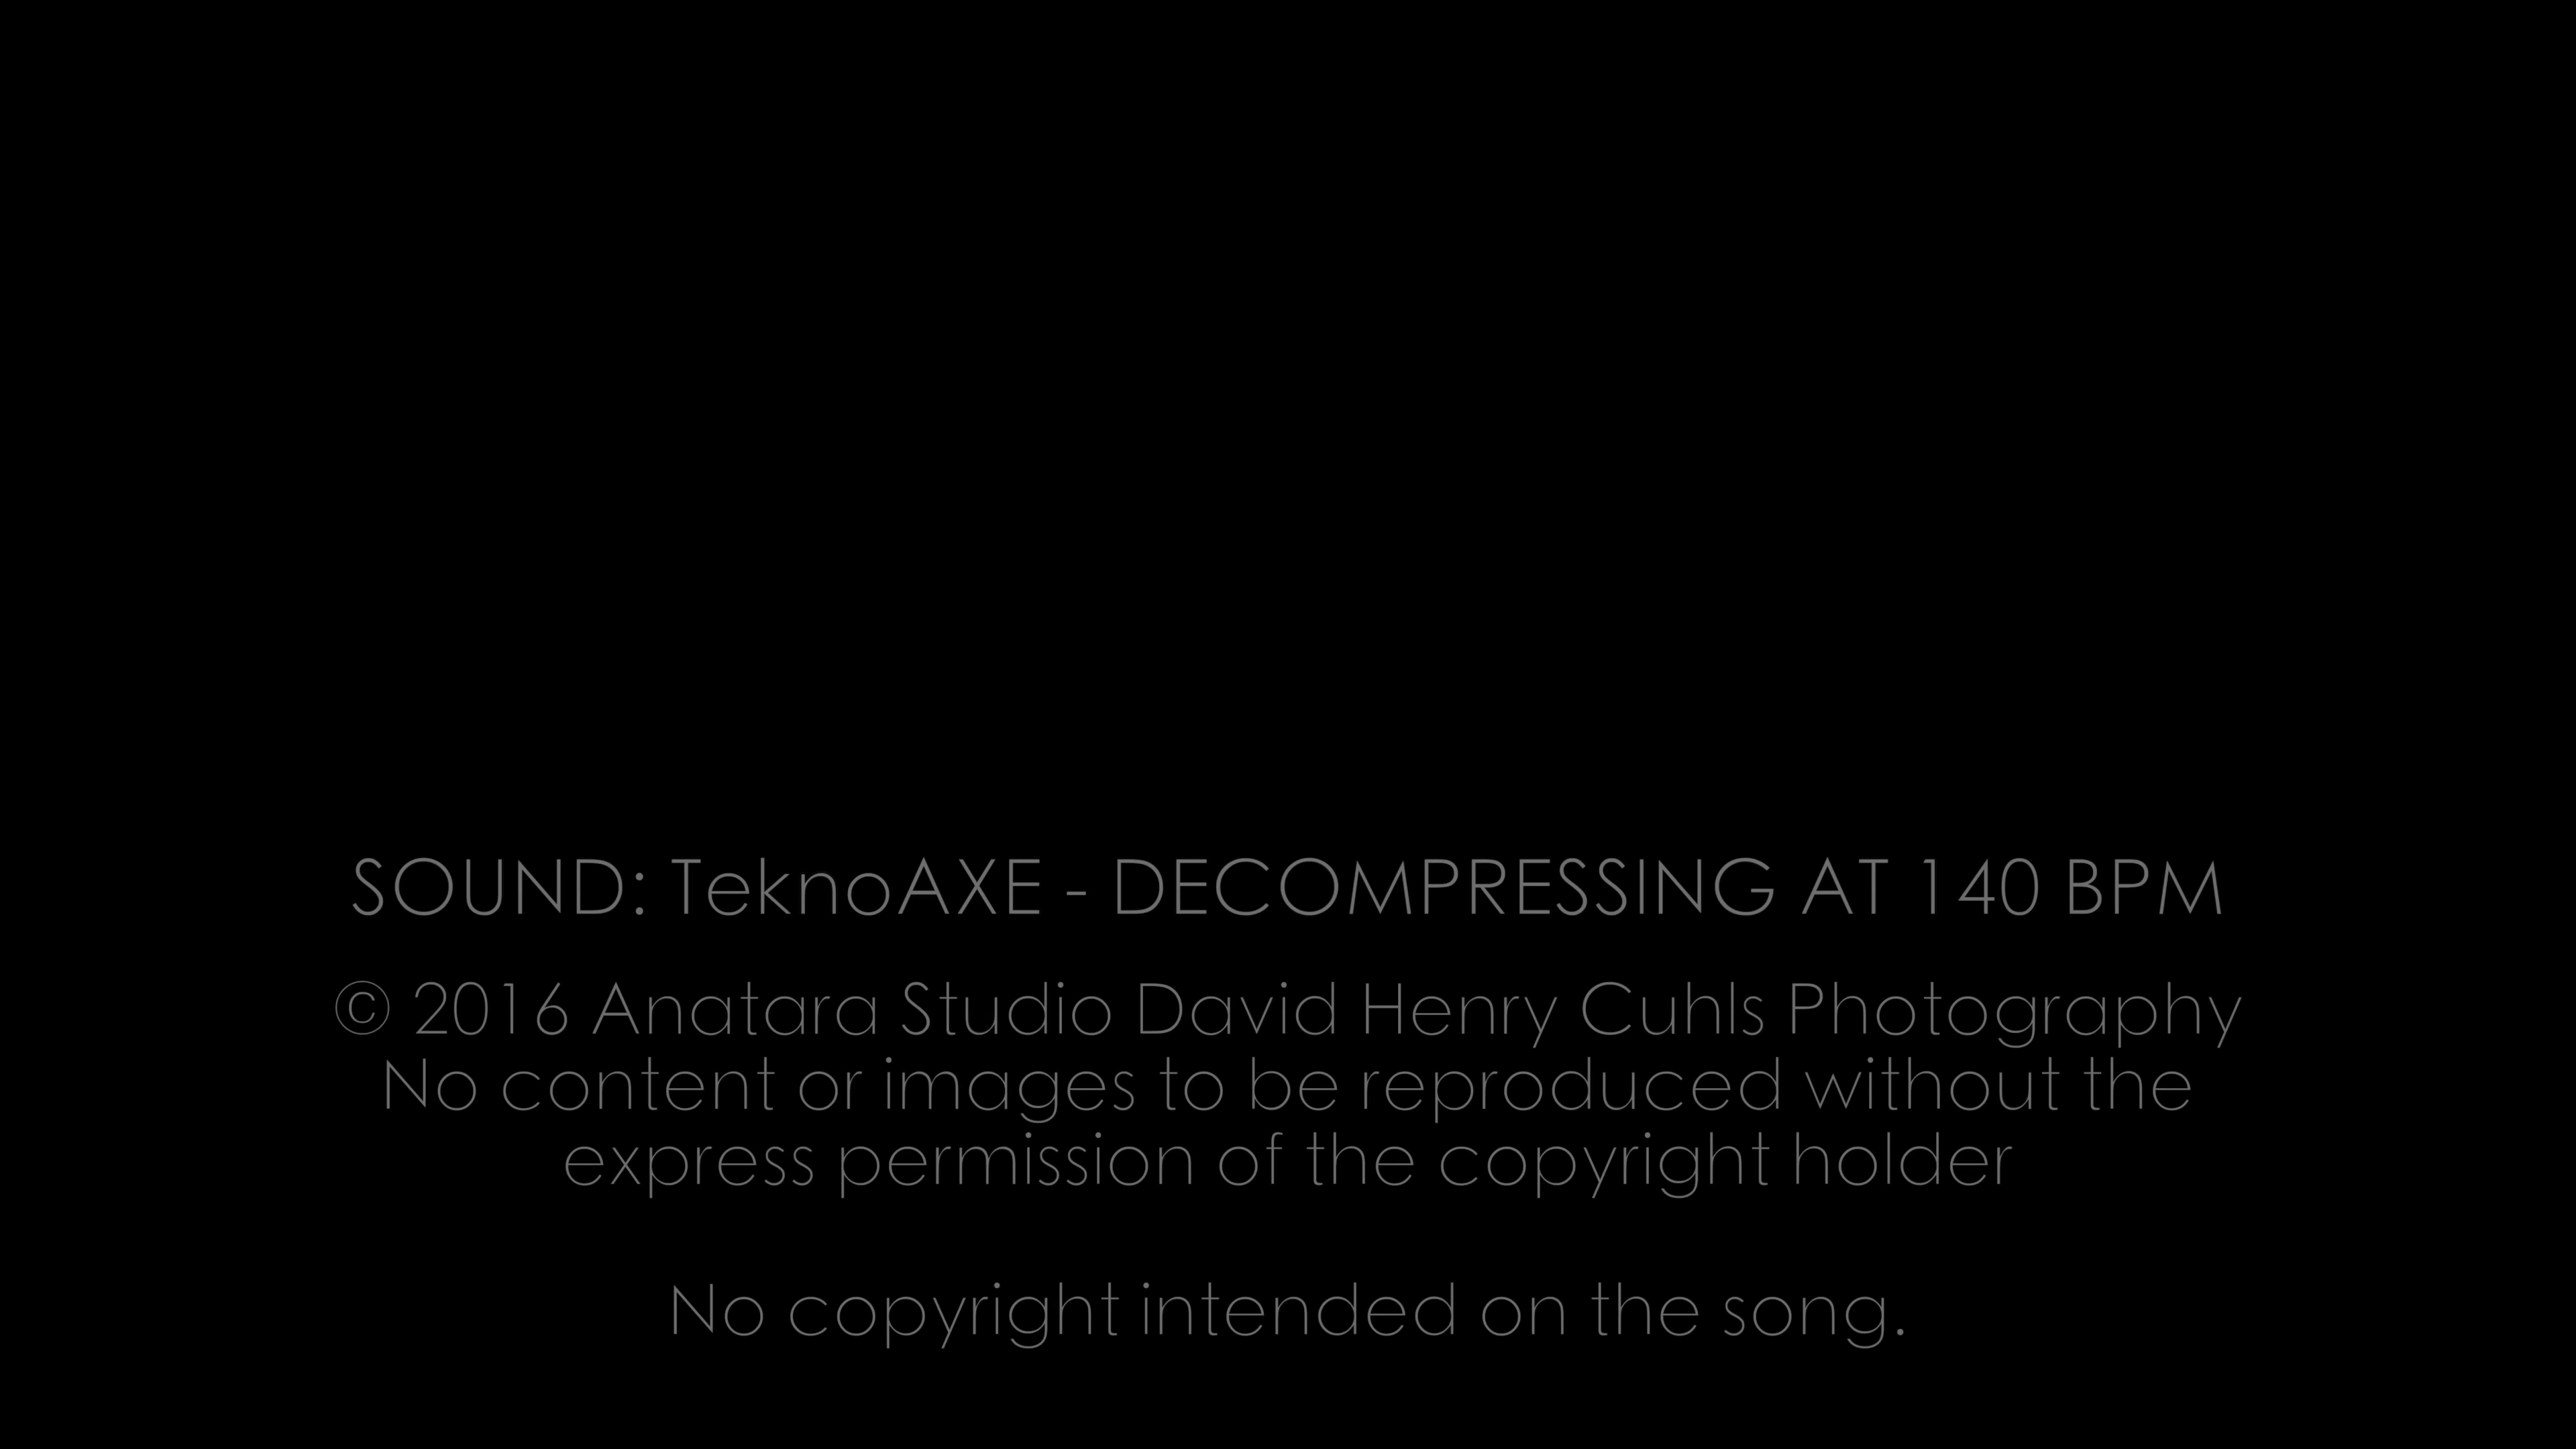 SOUND: TeknoAXE - DECOMPRESSING AT 140 BPM
© 2016 Anatara Studio David Henry Cuhls Photography
No content or images to be reproduced without the
express permission of the copyright holder
No copyright intended on the song.